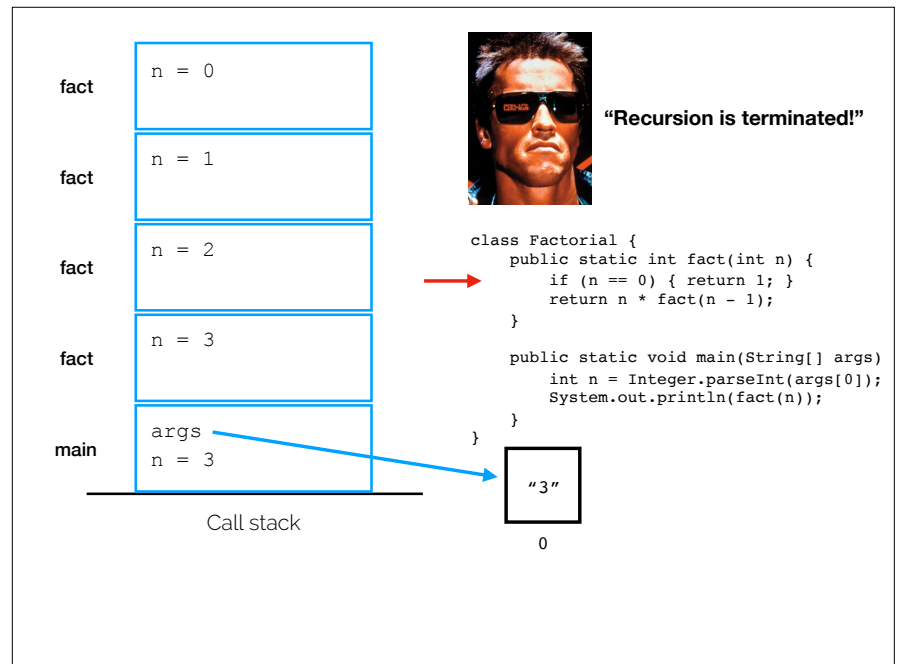 fact
n = 0
fact
n = 1
fact
n = 2
fact
n = 3
main
args
n = 3
Call stack
“Recursion is terminated!”
class Factorial {
    public static int fact(int n) {
        if (n == 0) { return 1; }
        return n * fact(n - 1);
    }
    public static void main(String[] args)
        int n = Integer.parseInt(args[0]);
        System.out.println(fact(n));
    }
}
“3”
0